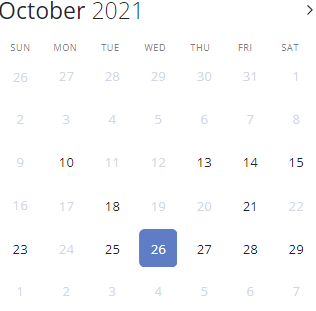 October 2021
SUN MON TUE WED THU FRI SAT
26 27 28 29 30 31 1
2 3 4 5 6 7 8
9 10 11 12 13 14 15
16 17 18 19 20 21 22
23 24 25 26 27 28 29
1 2 3 4 5 6 7